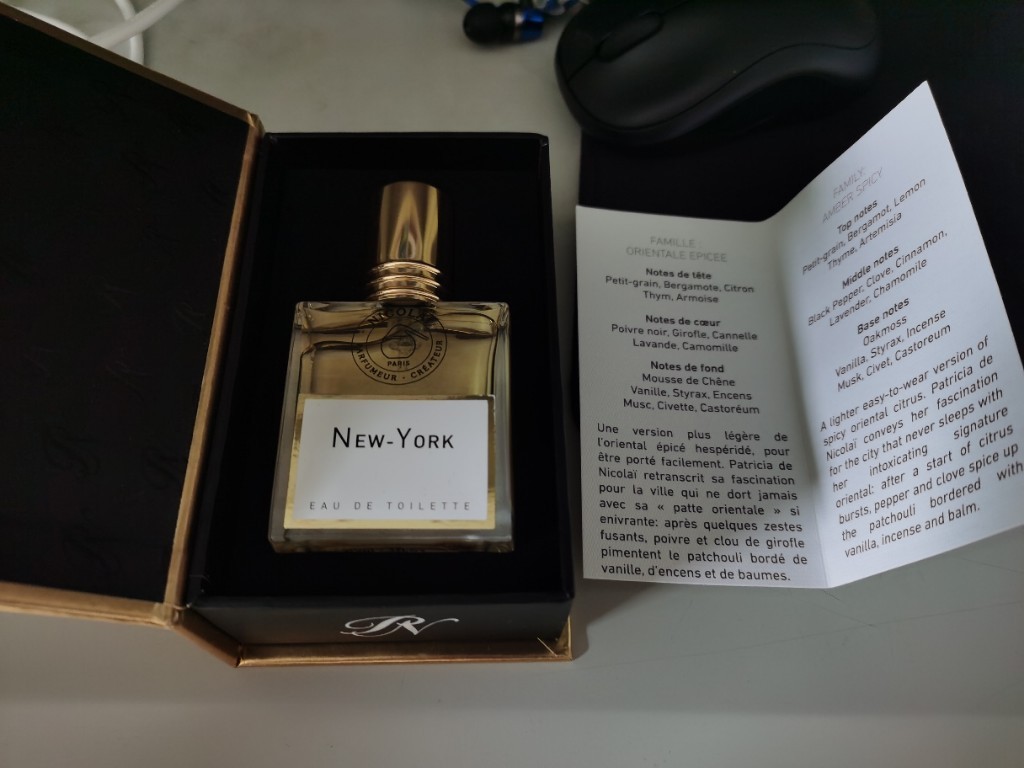 NICOLAÏ
PARIS
PARFUMEUR - CRÉATEUR
NEW-YORK
EAU DE TOILETTE
FAMILLE :
ORIENTALE EPICEE
Notes de tête
Petit-grain, Bergamote, Citron
Thym, Armoise
Notes de cœur
Poivre noir, Girofle, Cannelle
Lavande, Camomille
Notes de fond
Mousse de Chêne
Vanille, Styrax, Encens
Musc, Civette, Castoréum
Une version plus légère de
l'oriental épicé hespéridé, pour
être porté facilement. Patricia de
Nicolaï retranscrit sa fascination
pour la ville qui ne dort jamais
avec sa « patte orientale » si
enivrante: après quelques zestes
fusants, poivre et clou de girofle
pimentent le patchouli bordé de
vanille, d'encens et de baumes.
FAMILY:
AMBER SPICY
Top notes
Petit-grain, Bergamot, Lemon
Thyme, Artemisia
Middle notes
Black Pepper, Clove, Cinnamon,
Lavender, Chamomile
Base notes
Oakmoss
Vanilla, Styrax, Incense
Musk, Civet, Castoreum
A lighter easy-to-wear version of
spicy oriental citrus. Patricia de
Nicolaï conveys her fascination
for the city that never sleeps with
her intoxicating signature
oriental: after a start of citrus
bursts, pepper and clove spice up
the patchouli bordered with
vanilla, incense and balm.